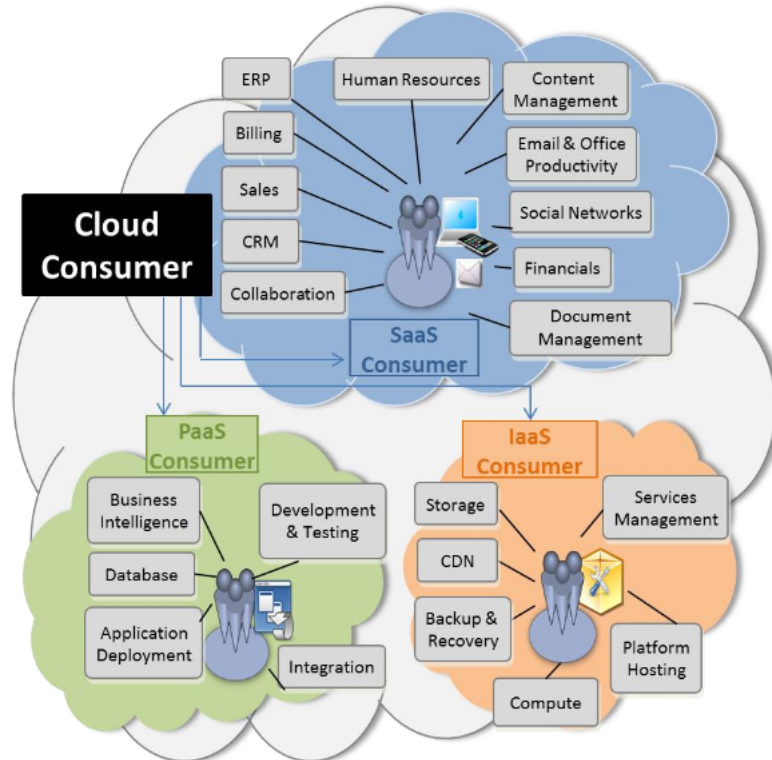 ERP
Human Resources
Content
Management
Billing
Email & Office
Productivity
Sales
Social Networks
Cloud
Consumer
CRM
Financials
Collaboration
Document
Management
SaaS
Consumer
PaaS
Consumer
IaaS
Consumer
Business
Intelligence
Development
& Testing
Database
Application
Deployment
Integration
Storage
Services
Management
CDN
Backup &
Recovery
Platform
Hosting
Compute